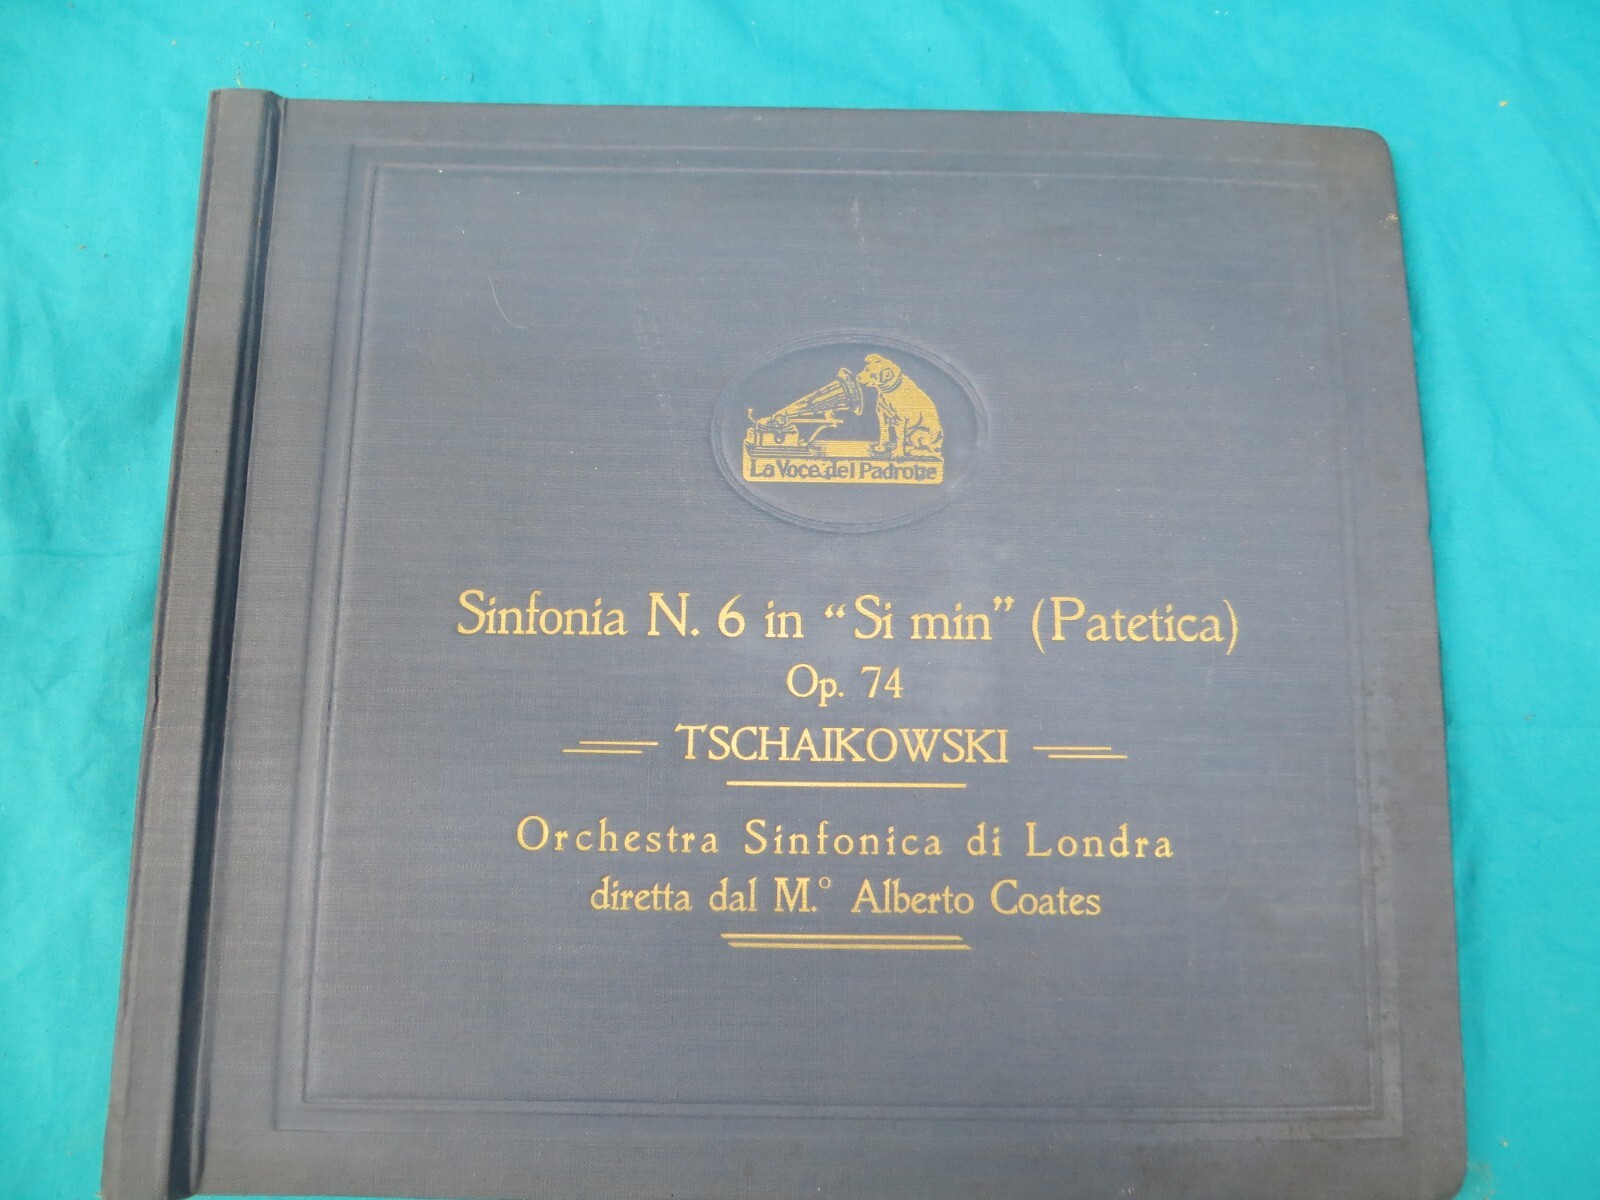 La Voce del Padrone
Sinfonia N. 6 in “Si min” (Patetica)
Op. 74
TSCHAIKOWSKI
Orchestra Sinfonica di Londra
diretta dal M.° Alberto Coates